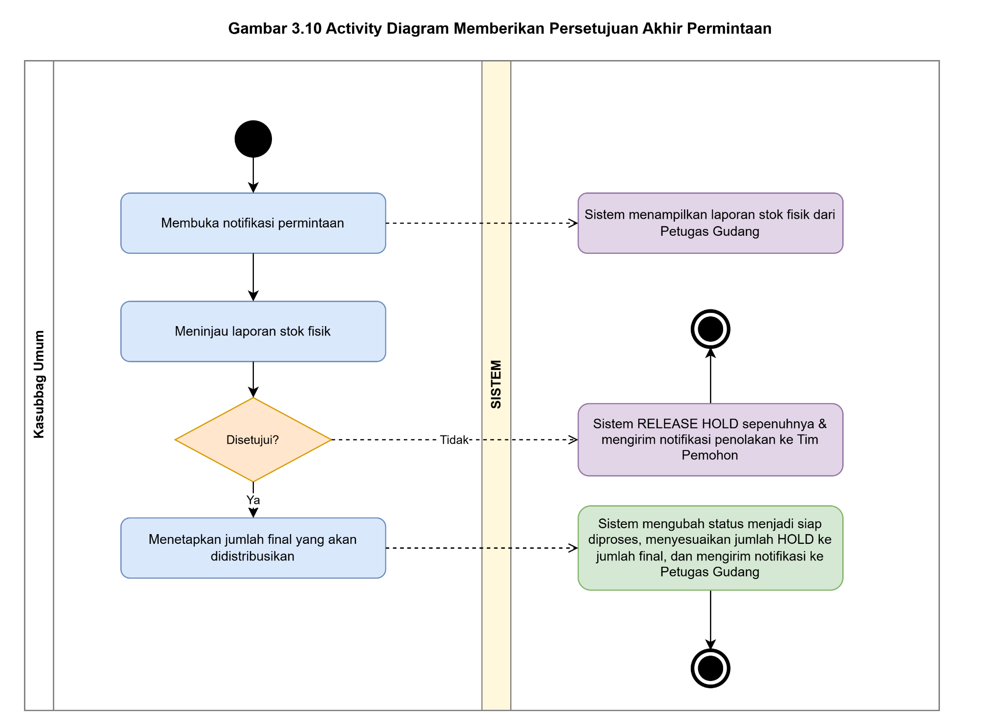 Gambar 3.10 Activity Diagram Memberikan Persetujuan Akhir Permintaan
Kasubbag Umum
SISTEM
Membuka notifikasi permintaan
Sistem menampilkan laporan stok fisik dari
Petugas Gudang
Meninjau laporan stok fisik
Disetujui?
Tidak
Sistem RELEASE HOLD sepenuhnya &
mengirim notifikasi penolakan ke Tim
Pemohon
Ya
Menetapkan jumlah final yang akan
didistribusikan
Sistem mengubah status menjadi siap
diproses, menyesuaikan jumlah HOLD ke
jumlah final, dan mengirim notifikasi ke
Petugas Gudang